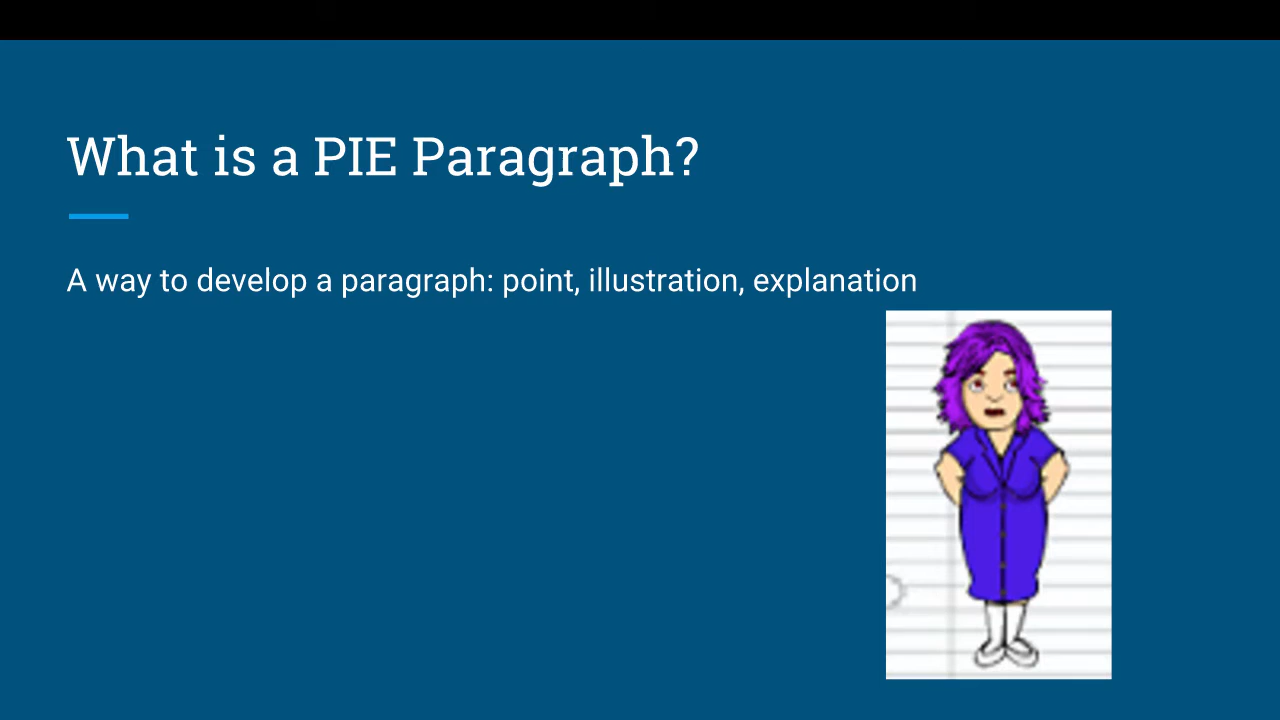 What is a PIE Paragraph?
A way to develop a paragraph: point, illustration, explanation